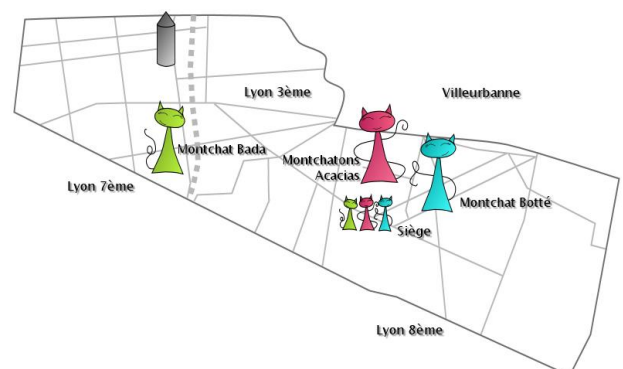 Lyon 3ème
Villeurbanne
Montchat Bada
Montchatons
Acacias
Lyon 7ème
Montchat Botté
Siège
Lyon 8ème